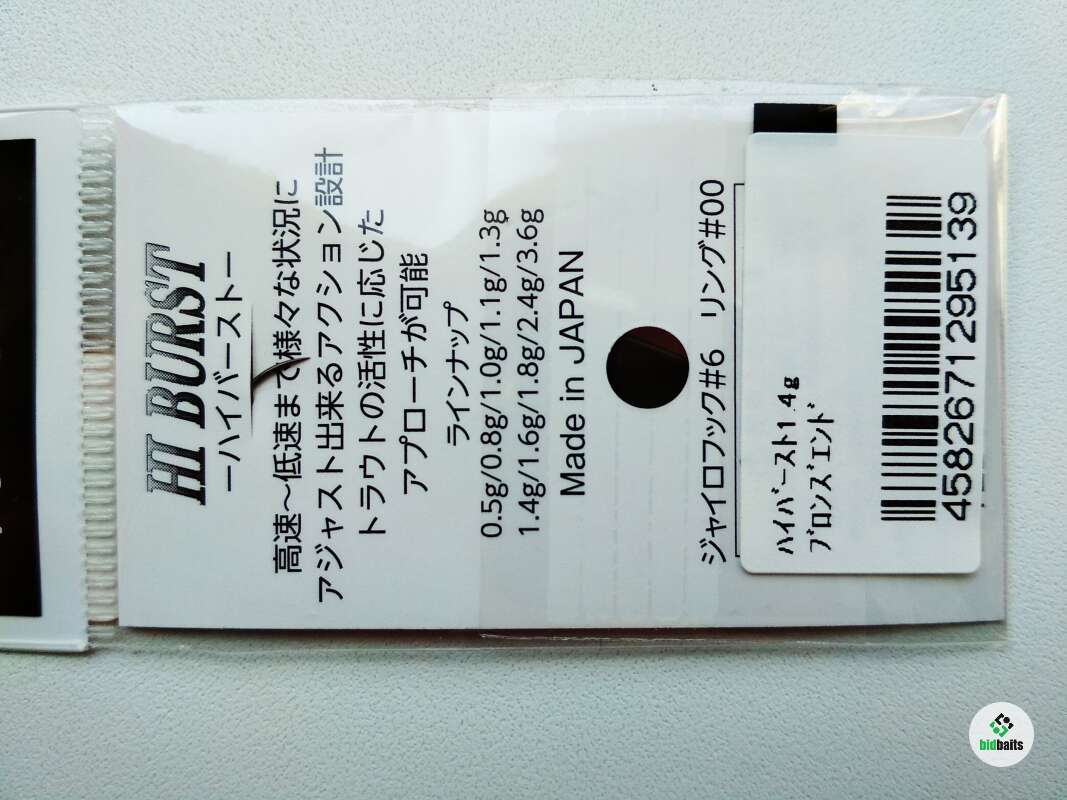 HI BURST
ーハイバーストー
高速～低速まで様々な状況に
アジャスト出来るアクション設計
トラウトの活性に応じた
アプローチが可能
ラインナップ
0.5g/0.8g/1.0g/1.1g/1.3g
1.4g/1.6g/1.8g/2.4g/3.6g
Made in JAPAN
ジャイロフック#6 リング#00
ﾊｲﾊﾞｰｽﾄ1.4g
ﾌﾞﾛﾝｽﾞｴﾝﾄﾞ
4582671295139
bidbaits